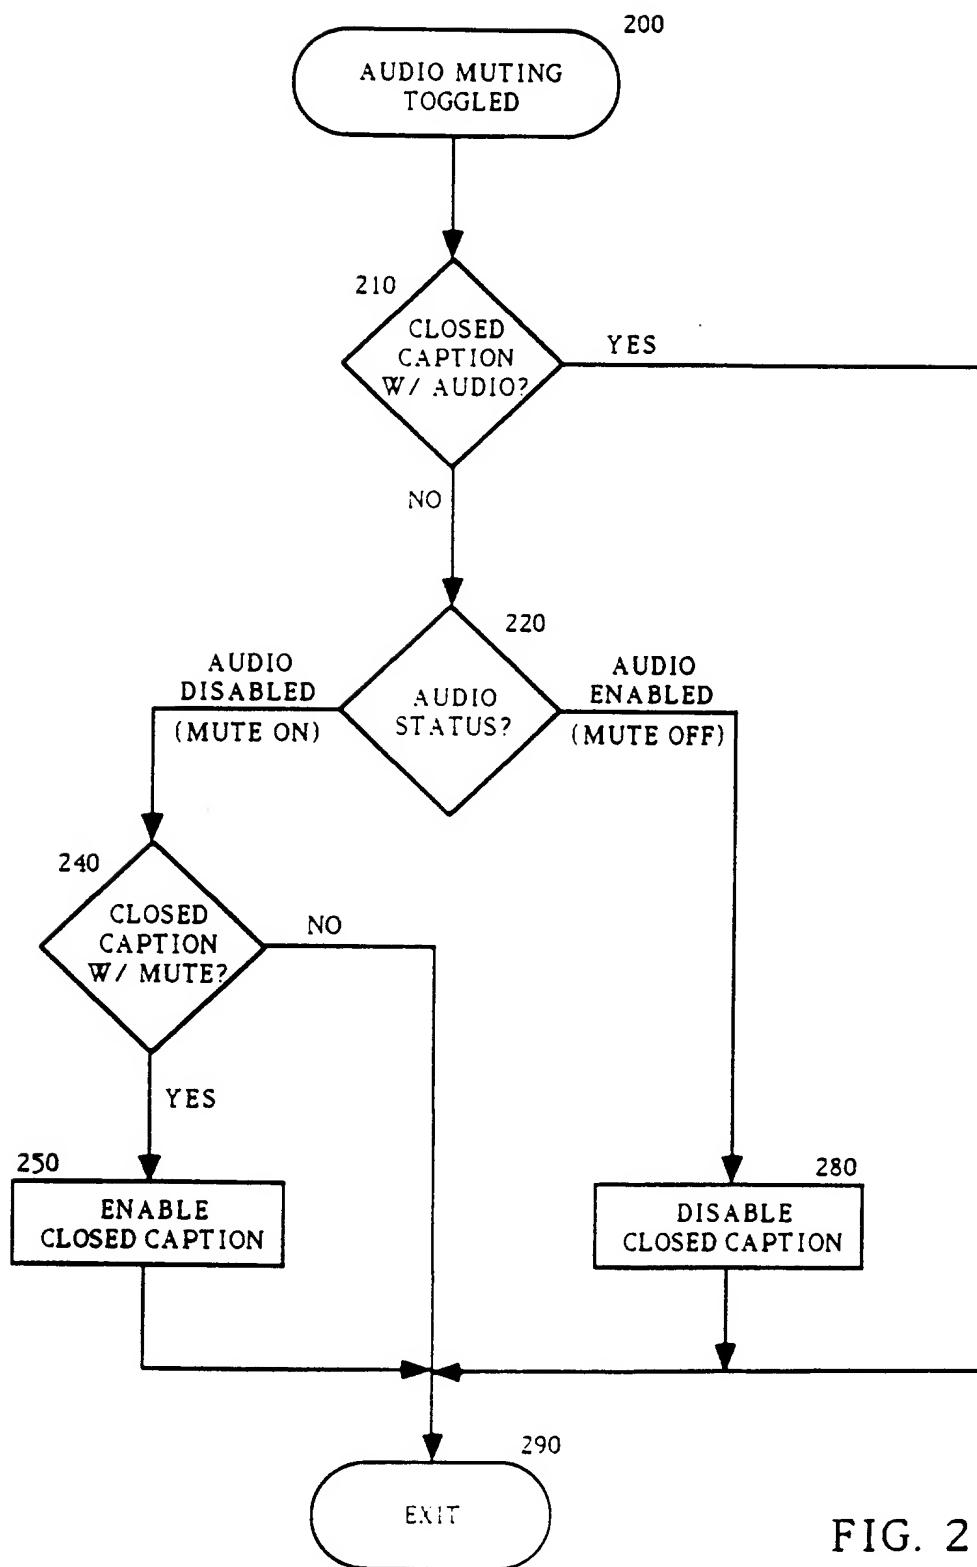 200
AUDIO MUTING
TOGGLED
210
CLOSED
CAPTION
W/ AUDIO?
YES
NO
220
AUDIO
STATUS?
AUDIO
DISABLED
(MUTE ON)
AUDIO
ENABLED
(MUTE OFF)
240
CLOSED
CAPTION
W/ MUTE?
NO
YES
250
ENABLE
CLOSED CAPTION
280
DISABLE
CLOSED CAPTION
290
EXIT
FIG. 2